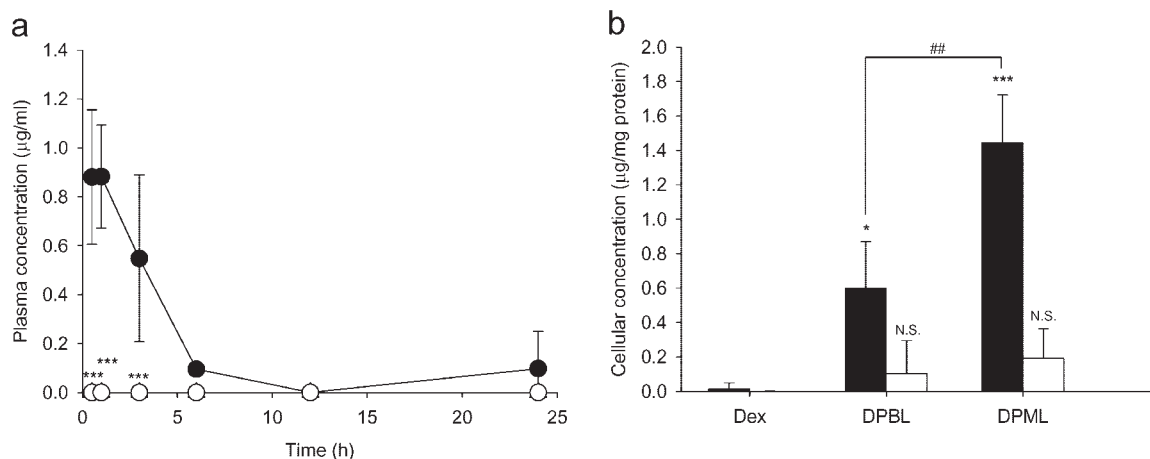 a
Plasma concentration (μg/ml)
1.4
1.2
1.0
0.8
0.6
0.4
0.2
0.0
***
***
***
0 5 10 15 20 25
Time (h)
b
Cellular concentration (μg/mg protein)
2.0
1.8
1.6
1.4
1.2
1.0
0.8
0.6
0.4
0.2
0.0
##
***
*
N.S.
N.S.
Dex DPBL DPML